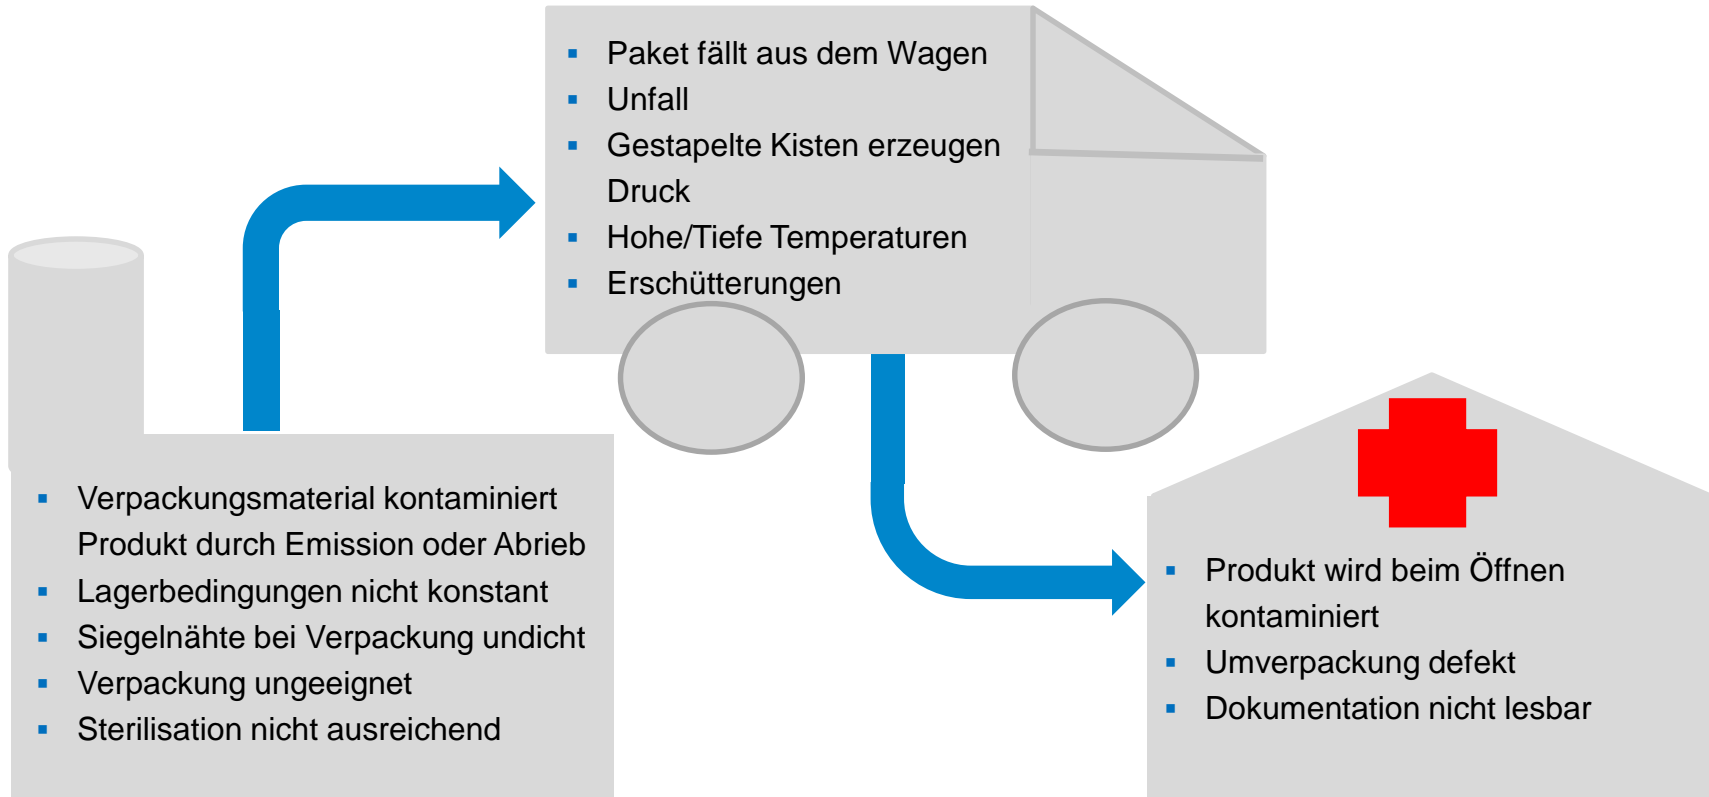 ▪ Paket fällt aus dem Wagen
▪ Unfall
▪ Gestapelte Kisten erzeugen
Druck
▪ Hohe/Tiefe Temperaturen
▪ Erschütterungen
▪ Verpackungsmaterial kontaminiert
Produkt durch Emission oder Abrieb
▪ Lagerbedingungen nicht konstant
▪ Siegelnähte bei Verpackung undicht
▪ Verpackung ungeeignet
▪ Sterilisation nicht ausreichend
▪ Produkt wird beim Öffnen
kontaminiert
▪ Umverpackung defekt
▪ Dokumentation nicht lesbar